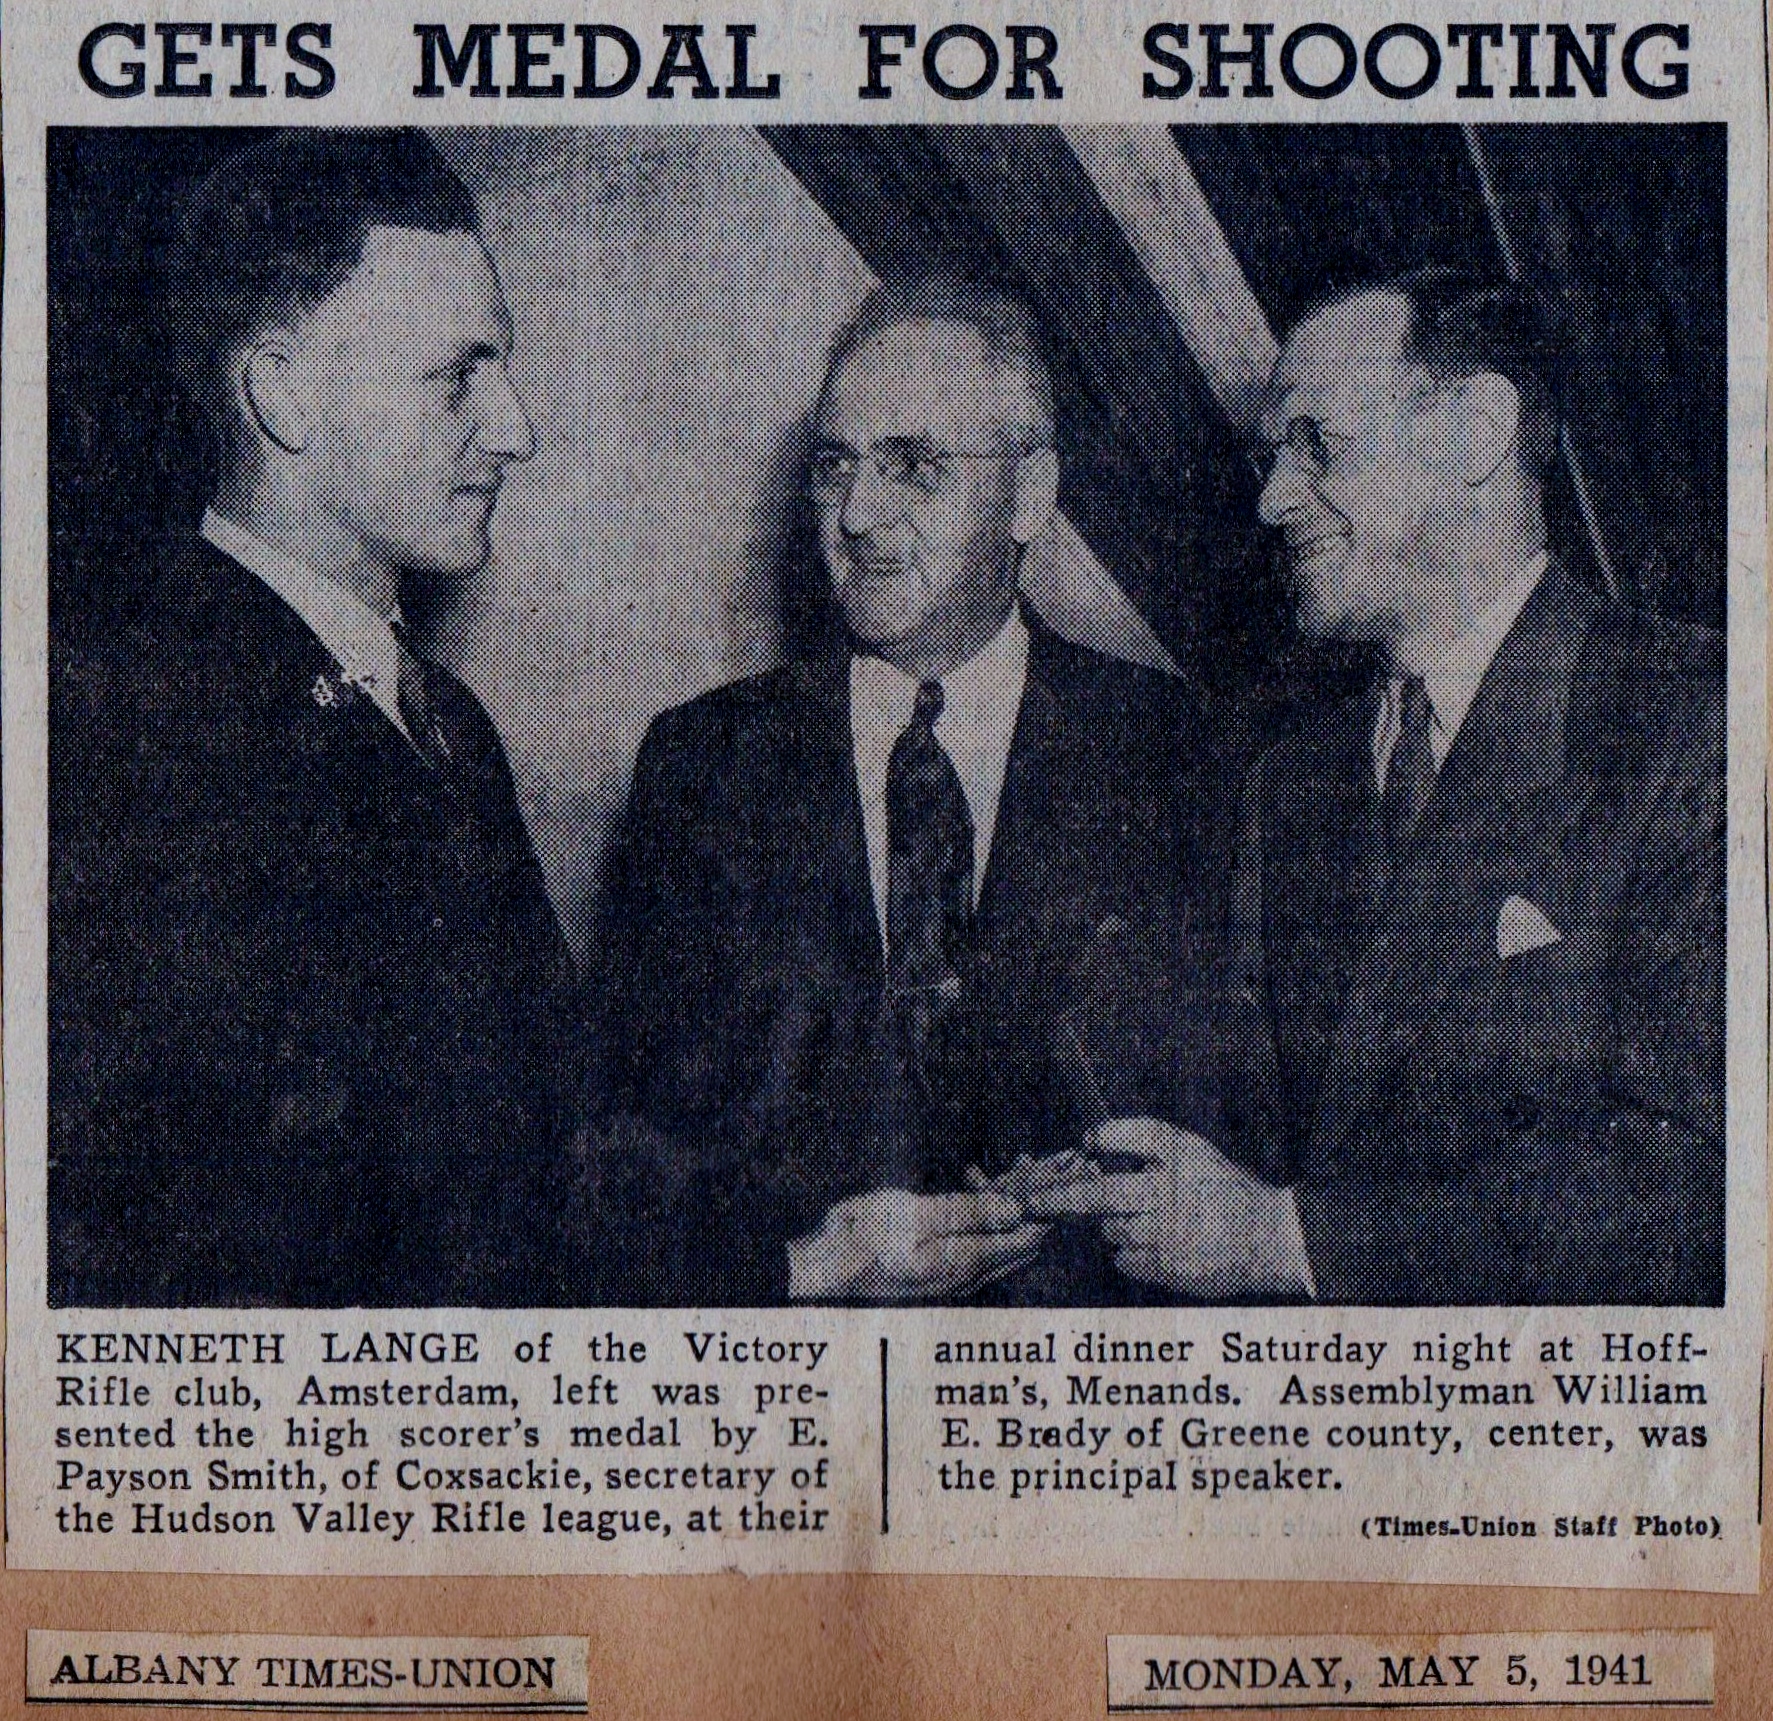 GETS MEDAL FOR SHOOTING
KENNETH LANGE of the Victory
Rifle club, Amsterdam, left was pre-
sented the high scorer's medal by E.
Payson Smith, of Coxsackie, secretary of
the Hudson Valley Rifle league, at their
annual dinner Saturday night at Hoff-
man's, Menands. Assemblyman William
E. Brady of Greene county, center, was
the principal speaker.
(Times-Union Staff Photo)
ALBANY TIMES-UNION
MONDAY, MAY 5, 1941